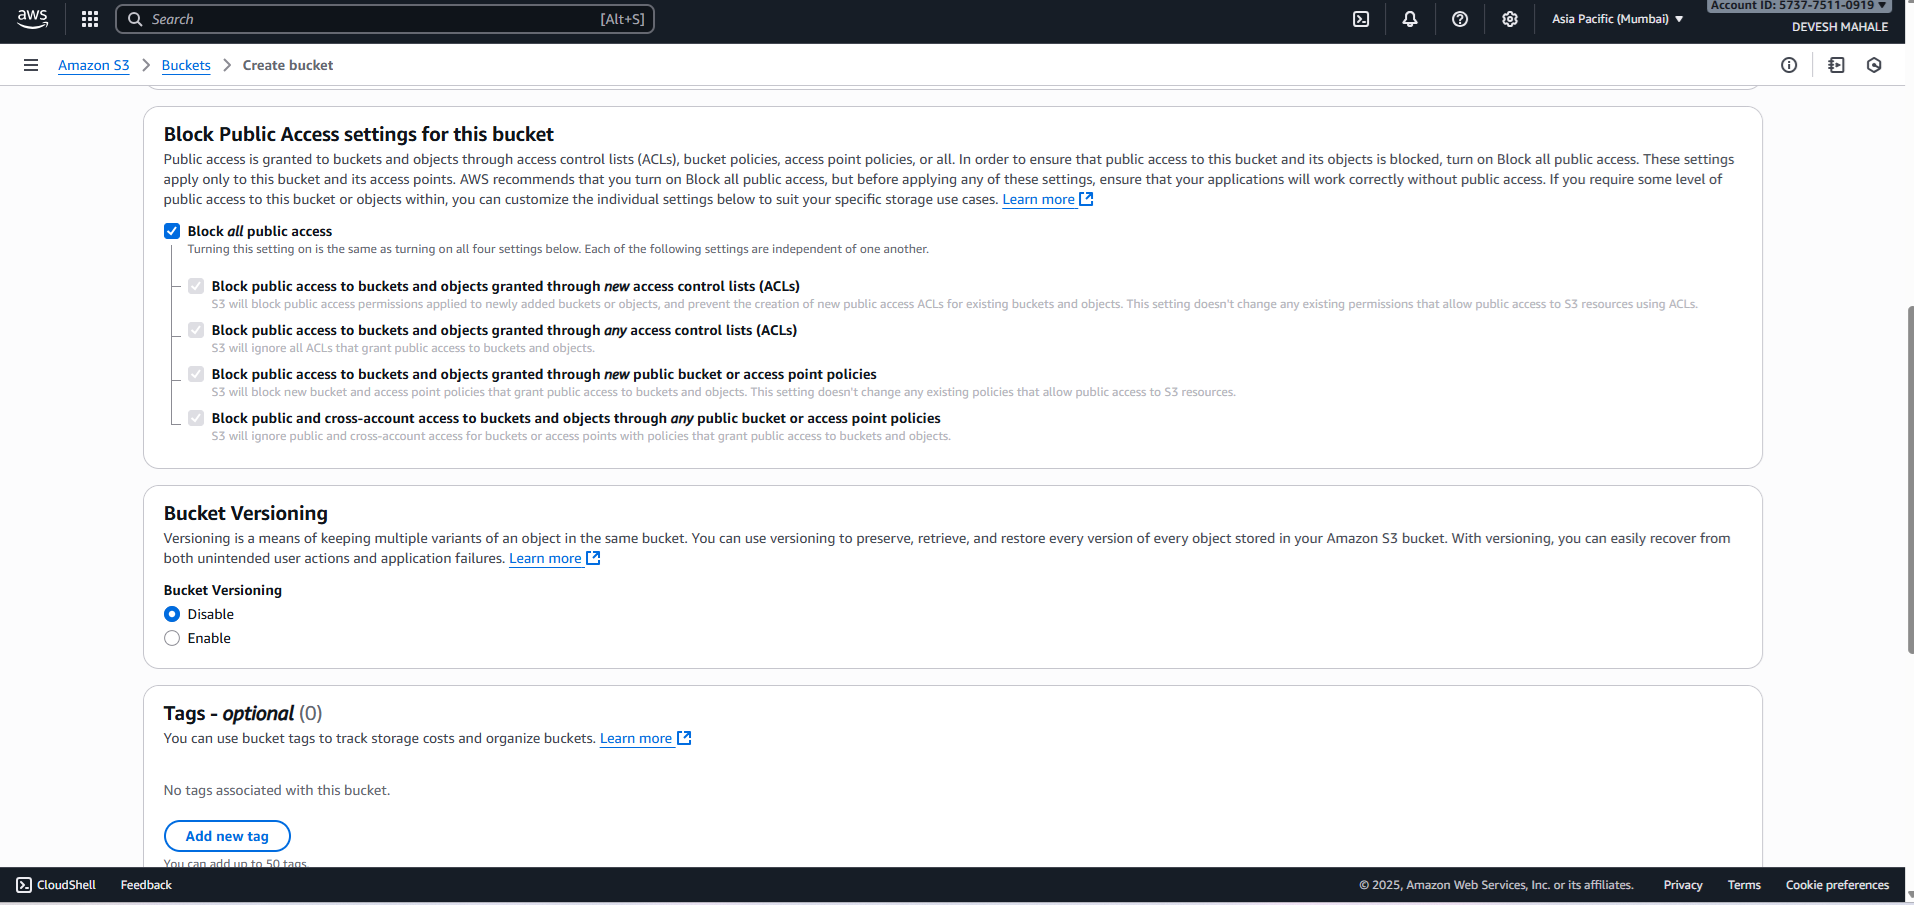 aws
Search [Alt+S]
Asia Pacific (Mumbai) ▼
Account ID: 5737-7511-0919 ▼
DEVESH MAHALE
Amazon S3 > Buckets > Create bucket
Block Public Access settings for this bucket
Public access is granted to buckets and objects through access control lists (ACLs), bucket policies, access point policies, or all. In order to ensure that public access to this bucket and its objects is blocked, turn on Block all public access. These settings
apply only to this bucket and its access points. AWS recommends that you turn on Block all public access, but before applying any of these settings, ensure that your applications will work correctly without public access. If you require some level of
public access to this bucket or objects within, you can customize the individual settings below to suit your specific storage use cases. Learn more
Block all public access
Turning this setting on is the same as turning on all four settings below. Each of the following settings are independent of one another.
Block public access to buckets and objects granted through new access control lists (ACLs)
S3 will block public access permissions applied to newly added buckets or objects, and prevent the creation of new public access ACLs for existing buckets and objects. This setting doesn't change any existing permissions that allow public access to S3 resources using ACLs.
Block public access to buckets and objects granted through any access control lists (ACLs)
S3 will ignore all ACLs that grant public access to buckets and objects.
Block public access to buckets and objects granted through new public bucket or access point policies
S3 will block new bucket and access point policies that grant public access to buckets and objects. This setting doesn't change any existing policies that allow public access to S3 resources.
Block public and cross-account access to buckets and objects through any public bucket or access point policies
S3 will ignore public and cross-account access for buckets or access points with policies that grant public access to buckets and objects.
Bucket Versioning
Versioning is a means of keeping multiple variants of an object in the same bucket. You can use versioning to preserve, retrieve, and restore every version of every object stored in your Amazon S3 bucket. With versioning, you can easily recover from
both unintended user actions and application failures. Learn more
Bucket Versioning
Disable
Enable
Tags - optional (0)
You can use bucket tags to track storage costs and organize buckets. Learn more
No tags associated with this bucket.
Add new tag
You can add up to 50 tags.
CloudShell Feedback
© 2025, Amazon Web Services, Inc. or its affiliates. Privacy Terms Cookie preferences